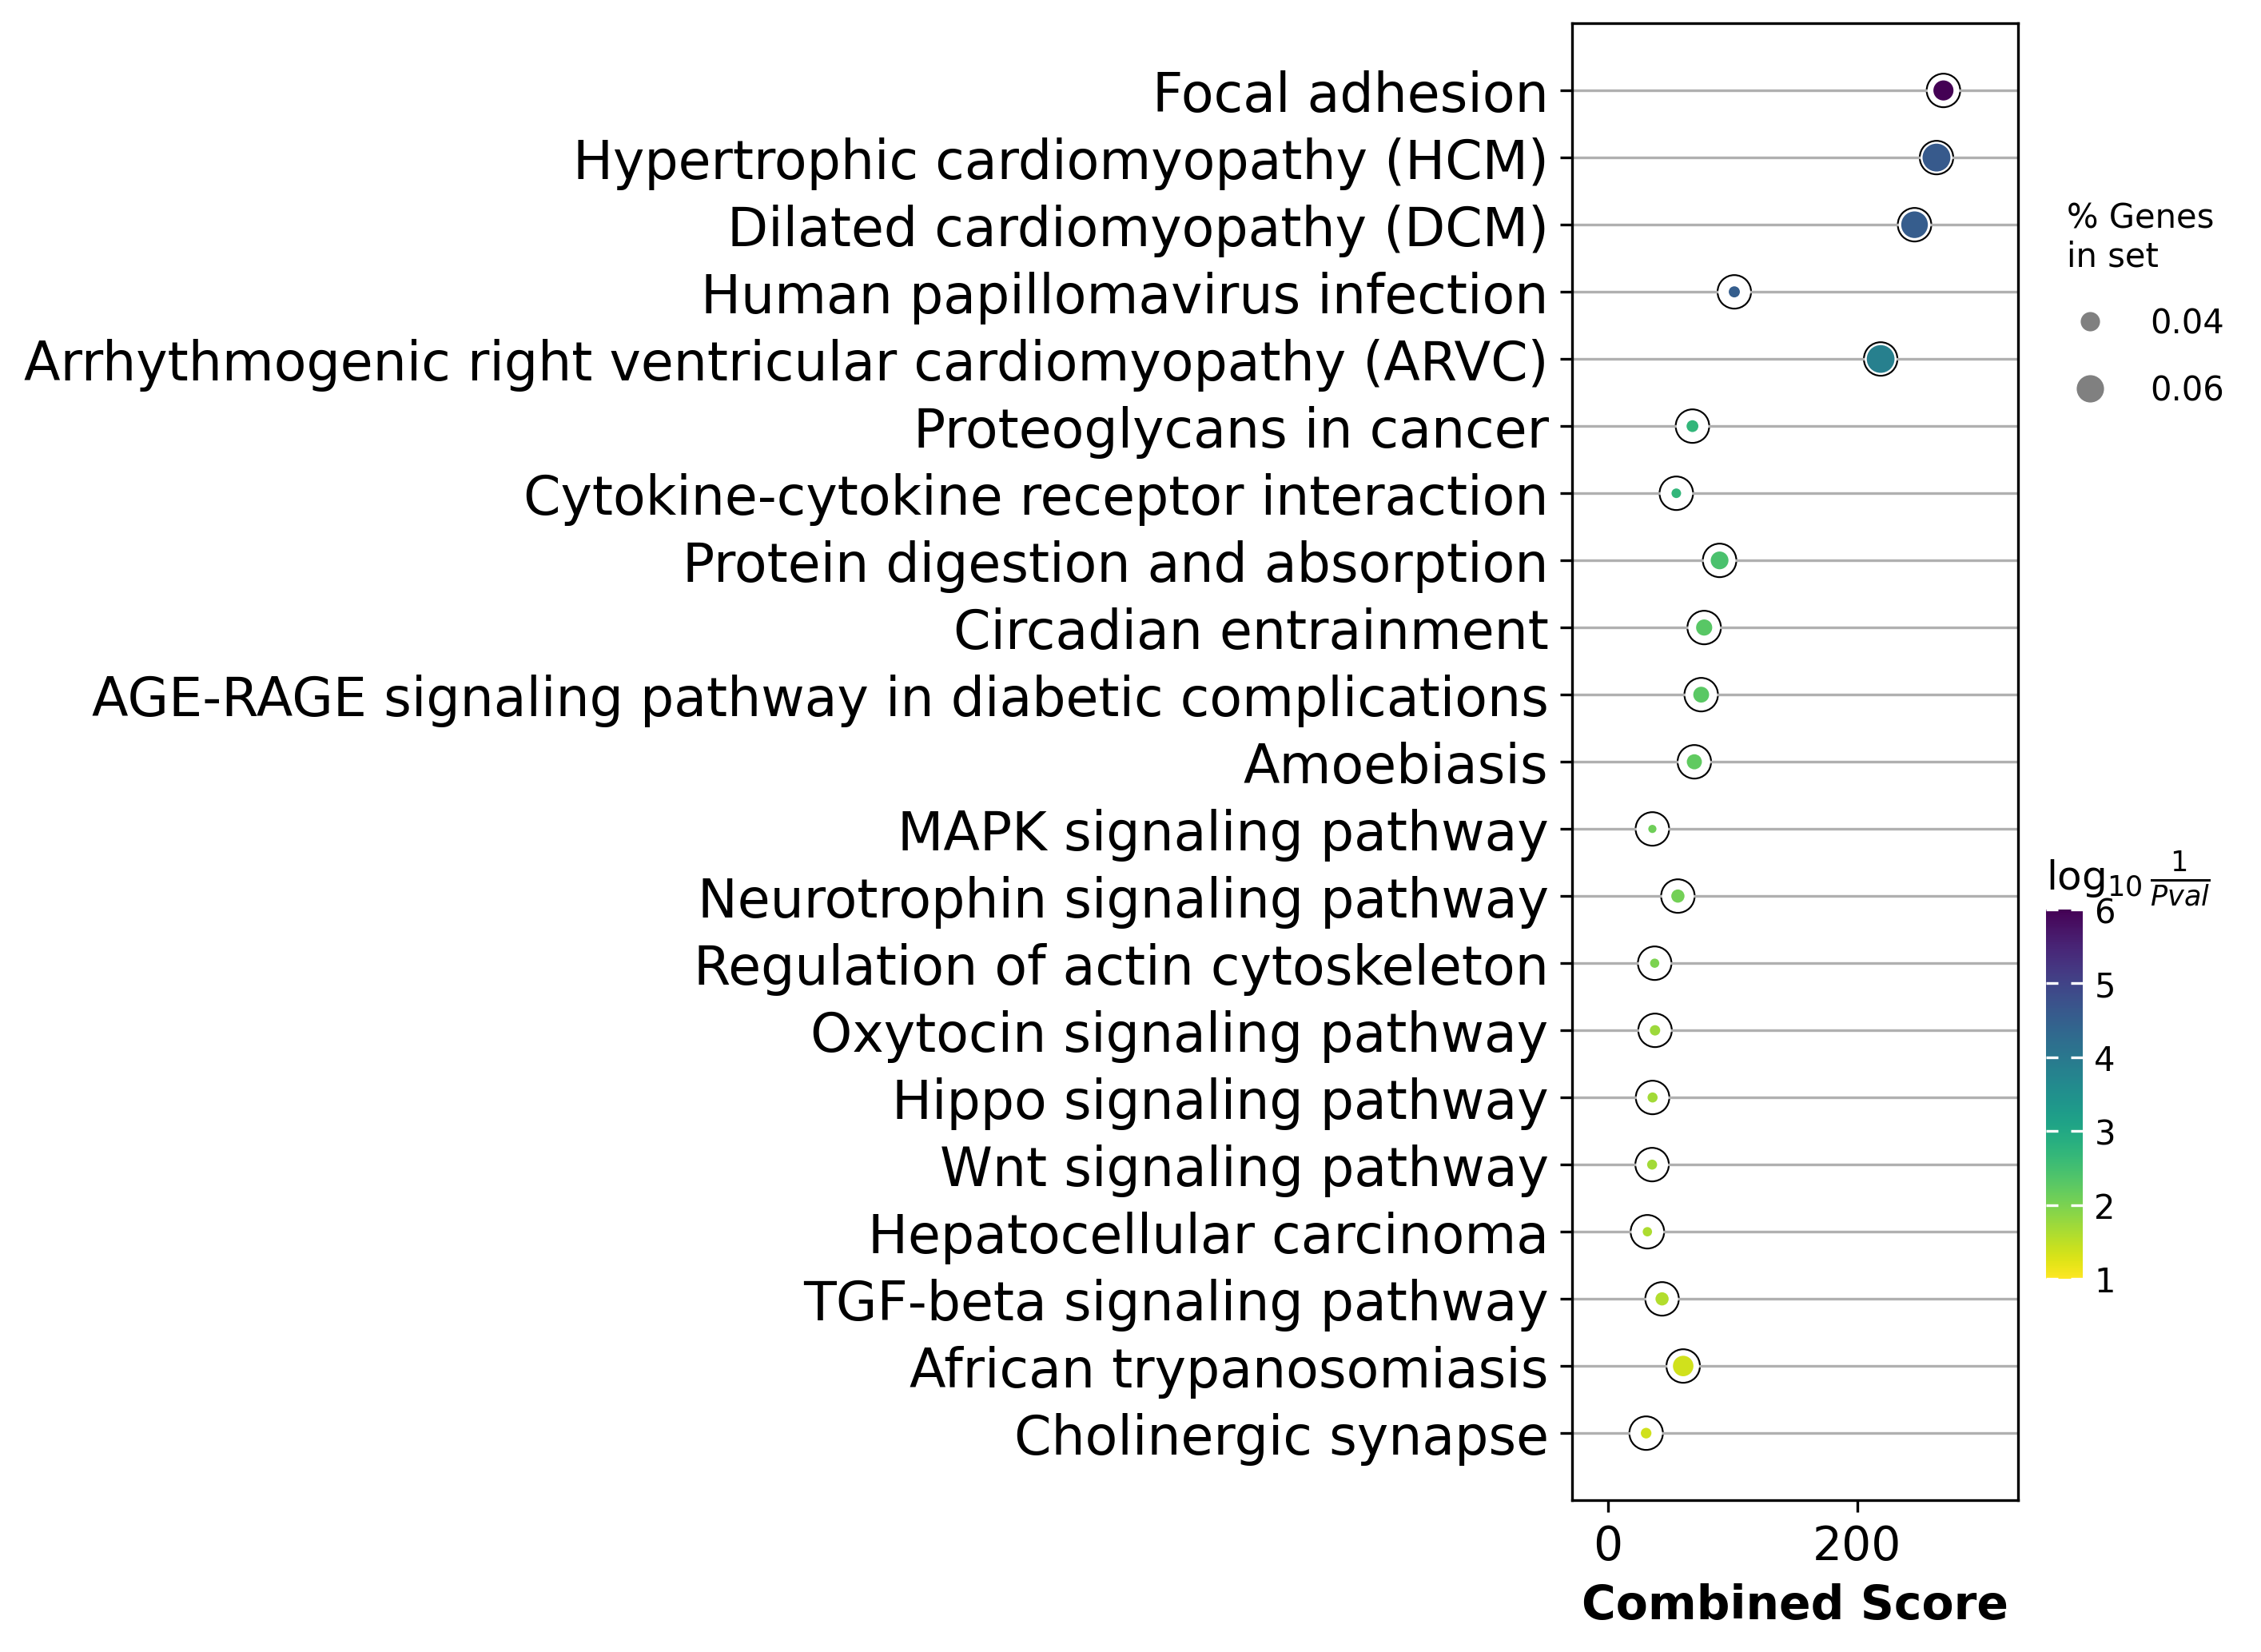 Focal adhesion
Hypertrophic cardiomyopathy (HCM)
Dilated cardiomyopathy (DCM)
Human papillomavirus infection
Arrhythmogenic right ventricular cardiomyopathy (ARVC)
Proteoglycans in cancer
Cytokine-cytokine receptor interaction
Protein digestion and absorption
Circadian entrainment
AGE-RAGE signaling pathway in diabetic complications
Amoebiasis
MAPK signaling pathway
Neurotrophin signaling pathway
Regulation of actin cytoskeleton
Oxytocin signaling pathway
Hippo signaling pathway
Wnt signaling pathway
Hepatocellular carcinoma
TGF-beta signaling pathway
African trypanosomiasis
Cholinergic synapse
0 200
Combined Score
% Genes
in set
0.04
0.06
log10 1/Pval
6
5
4
3
2
1